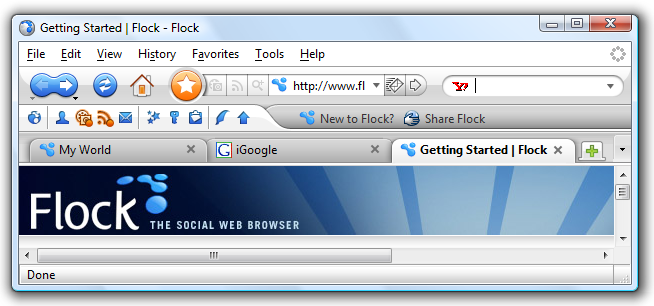 Getting Started | Flock - Flock
File Edit View History Favorites Tools Help
http://www.fl Y!
New to Flock? Share Flock
My World G iGoogle Getting Started | Flock
Flock THE SOCIAL WEB BROWSER
Done